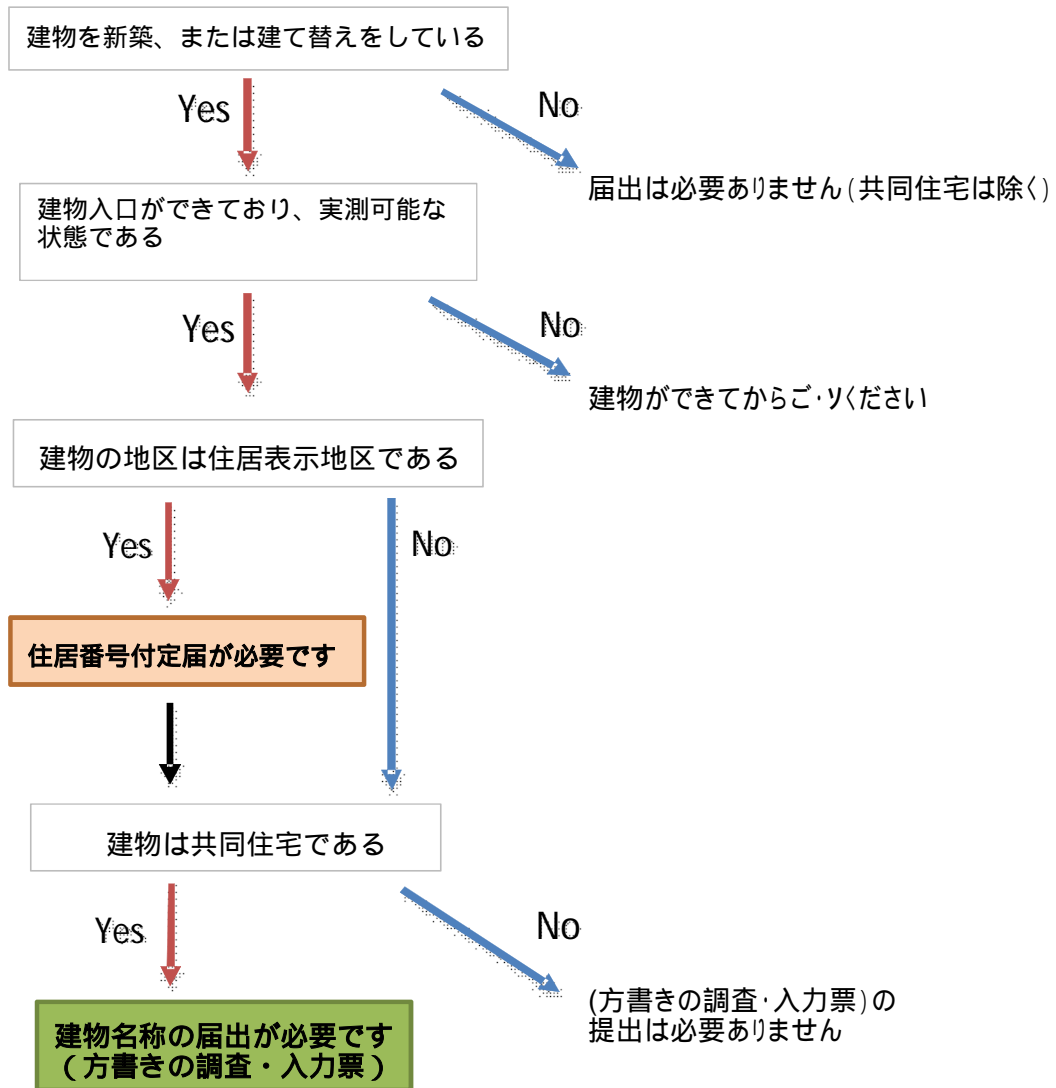 建物を新築、または建て替えをしている
Yes
No
届出は必要ありません(共同住宅は除く)
建物入口ができており、実測可能な
状態である
Yes
No
建物ができてからご･ｿください
建物の地区は住居表示地区である
Yes
No
住居番号付定届が必要です
建物は共同住宅である
Yes
No
(方書きの調査･入力票)の
提出は必要ありません
建物名称の届出が必要です
(方書きの調査・入力票)